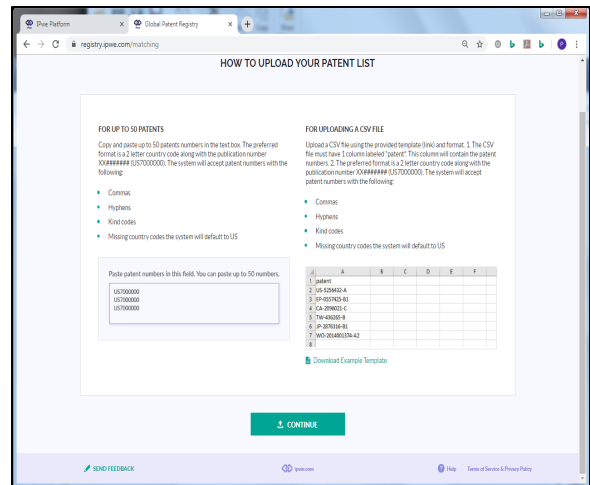 IPwe Platform
Global Patent Registry
registry.ipwe.com/matching
HOW TO UPLOAD YOUR PATENT LIST
FOR UP TO 50 PATENTS
Copy and paste up to 50 patents numbers in the text box. The preferred
format is a 2 letter country code along with the publication number
XX####### (US7000000). The system will accept patent numbers with the
following:
Commas
Hyphens
Kind codes
Missing country codes the system will default to US
Paste patent numbers in this field. You can paste up to 50 numbers.
US7000000
US7000000
US7000000
FOR UPLOADING A CSV FILE
Upload a CSV file using the provided template (link) and format. 1. The CSV
file must have 1 column labeled "patent". This column will contain the patent
numbers. 2. The preferred format is a 2 letter country code along with the
publication number XX####### (US7000000). The system will accept
patent numbers with the following:
Commas
Hyphens
Kind codes
Missing country codes the system will default to US
A B C D E F
1 patent
2 US-5256432-A
3 EP-0557425-B1
4 CA-2096021-C
5 TW-436265-B
6 JP-2876316-B1
7 WO-2014001374-A2
8
Download Example Template
CONTINUE
SEND FEEDBACK
ipwe.com
Help
Terms of Service & Privacy Policy